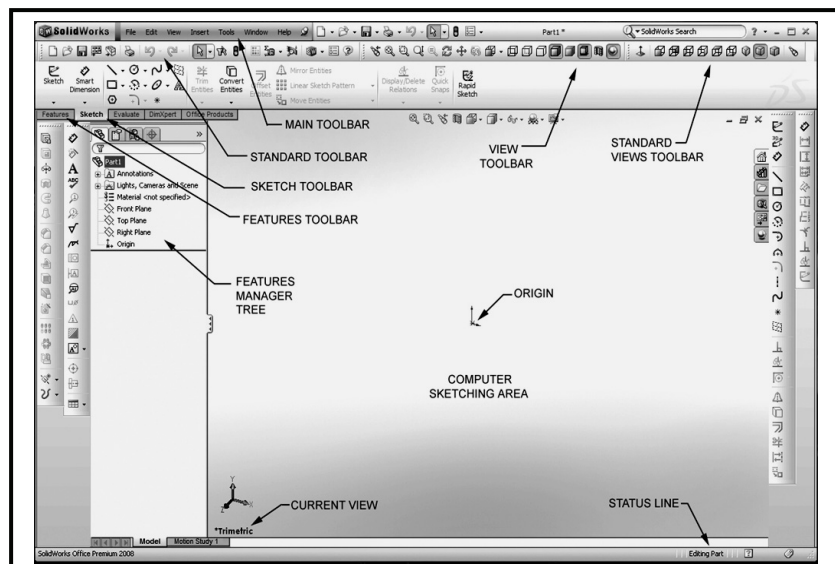 SolidWorks File Edit View Insert Tools Window Help Part1 * SolidWorks Search
Sketch Smart Dimension Trim Entities Convert Entities Offset Entities Mirror Entities Linear Sketch Pattern Move Entities Display/Delete Relations Quick Snaps Rapid Sketch
Features Sketch Evaluate DimXpert Office Products
MAIN TOOLBAR
STANDARD TOOLBAR
SKETCH TOOLBAR
FEATURES TOOLBAR
VIEW
TOOLBAR
STANDARD
VIEWS TOOLBAR
Part1
Annotations
Lights, Cameras and Scene
Material <not specified>
Front Plane
Top Plane
Right Plane
Origin
FEATURES
MANAGER
TREE
ORIGIN
COMPUTER
SKETCHING AREA
Y
X
Z
CURRENT VIEW
*Trimetric
STATUS LINE
Model Motion Study 1
SolidWorks Office Premium 2008 Editing Part